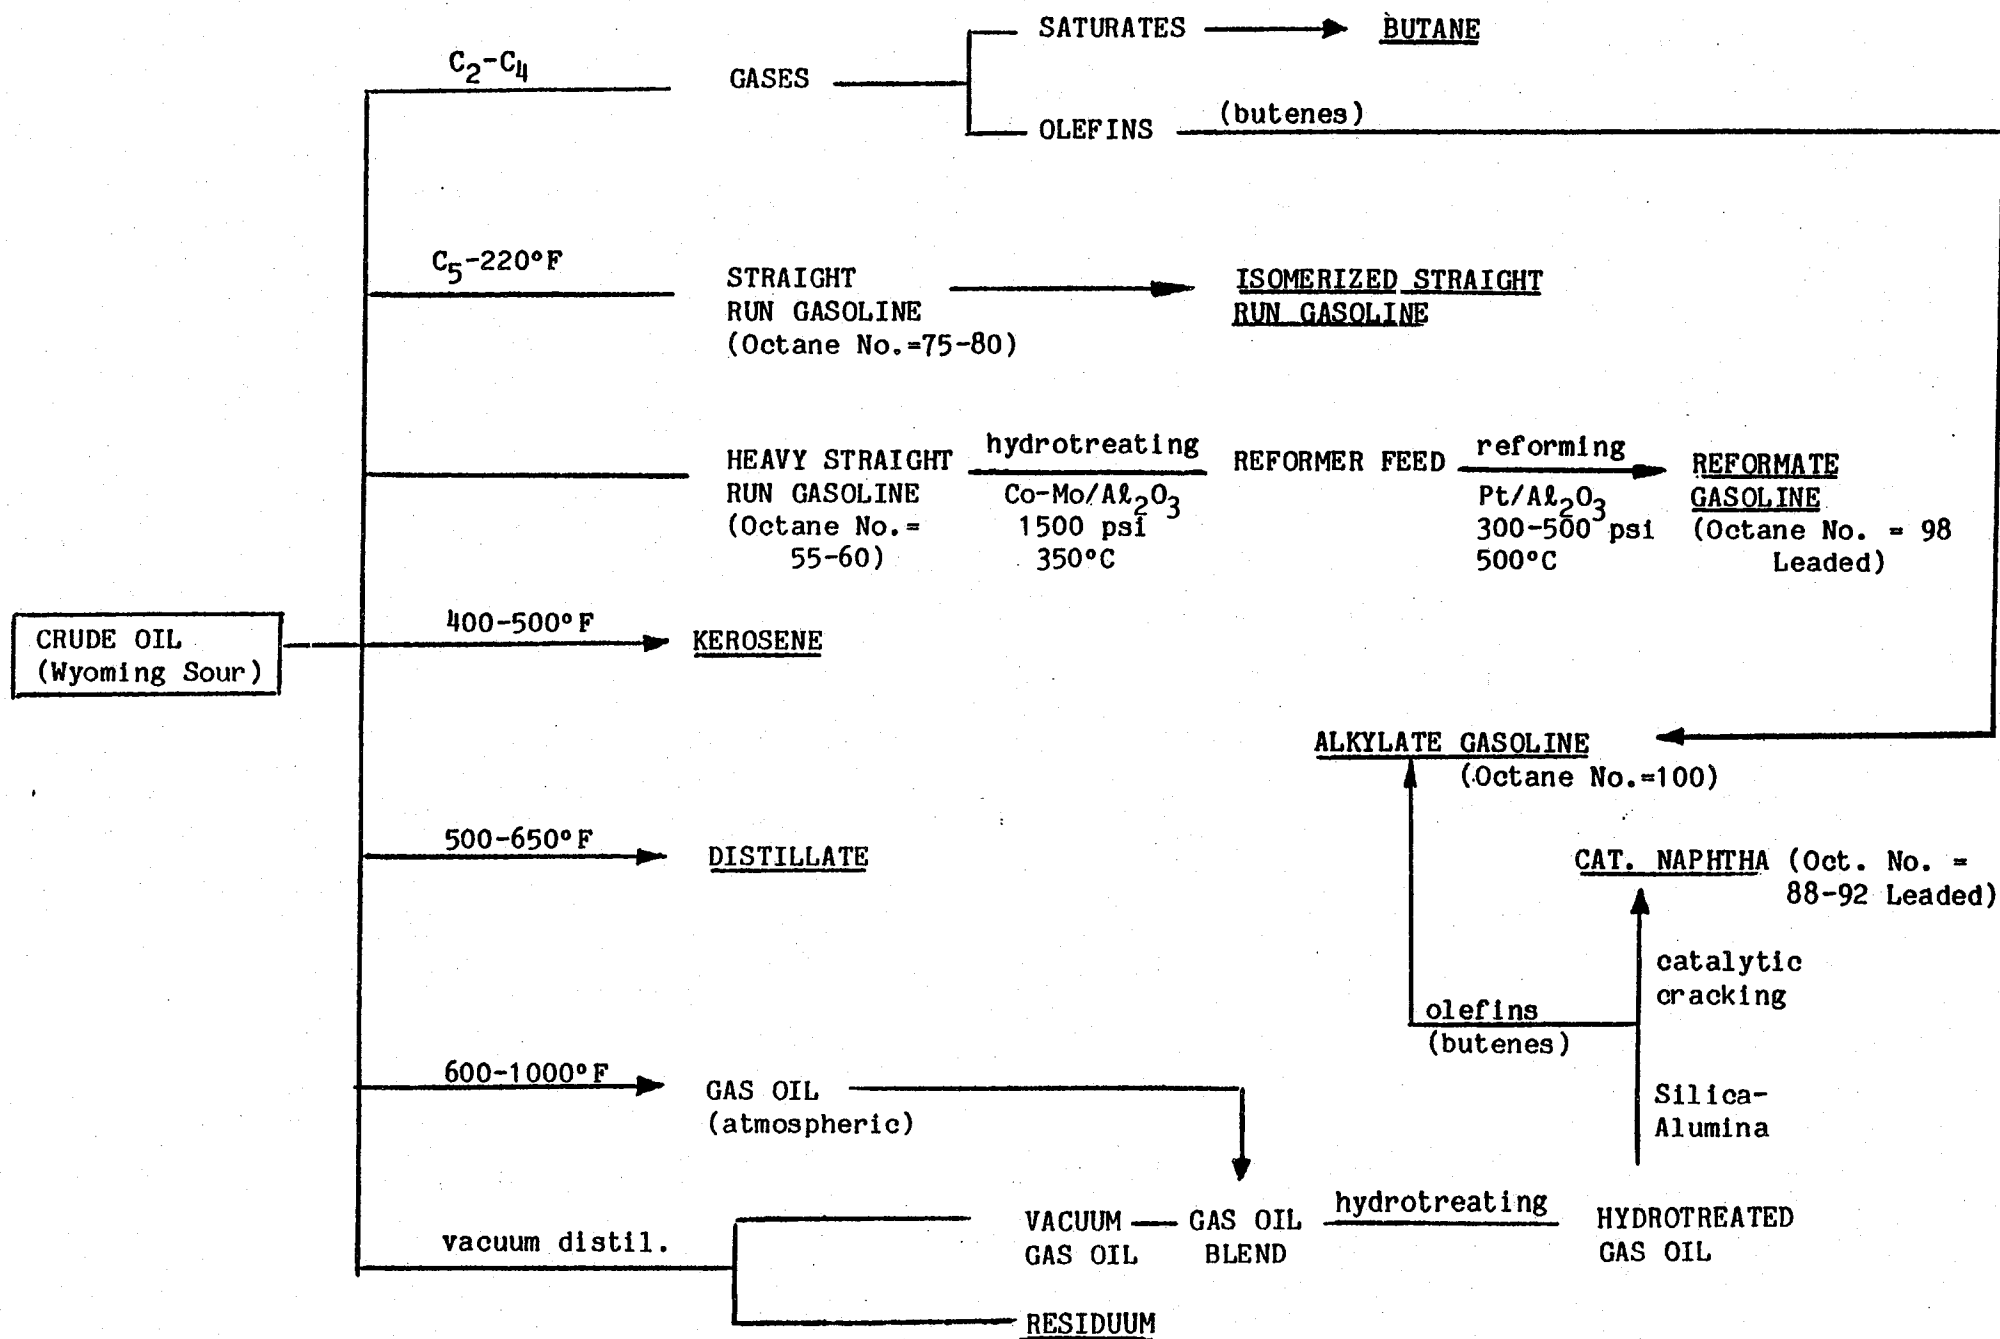 SATURATES
BUTANE
C₂-C₄
GASES
OLEFINS
(butenes)
C₅-220°F
STRAIGHT
RUN GASOLINE
(Octane No.=75-80)
ISOMERIZED STRAIGHT
RUN GASOLINE
HEAVY STRAIGHT
RUN GASOLINE
(Octane No.=
55-60)
hydrotreating
Co-Mo/Aℓ₂O₃
1500 psi
350°C
REFORMER FEED
reforming
Pt/Aℓ₂O₃
300-500 psi
500°C
REFORMATE
GASOLINE
(Octane No. = 98
Leaded)
CRUDE OIL
(Wyoming Sour)
400-500°F
KEROSENE
ALKYLATE GASOLINE
(Octane No.=100)
500-650°F
DISTILLATE
CAT. NAPHTHA (Oct. No. =
88-92 Leaded)
catalytic
cracking
olefins
(butenes)
Silica-
Alumina
600-1000°F
GAS OIL
(atmospheric)
vacuum distil.
VACUUM
GAS OIL
GAS OIL
BLEND
hydrotreating
HYDROTREATED
GAS OIL
RESIDUUM